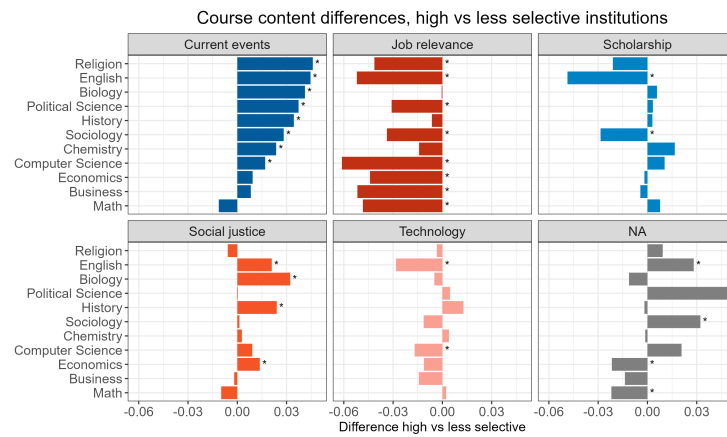 Course content differences, high vs less selective institutions
Current events
Job relevance
Scholarship
Religion
English
Biology
Political Science
History
Sociology
Chemistry
Computer Science
Economics
Business
Math
* * * * * * * *
* * * * * * * *
* *
Social justice
Technology
NA
Religion
English
Biology
Political Science
History
Sociology
Chemistry
Computer Science
Economics
Business
Math
* * * *
* *
* * * *
-0.06 -0.03 0.00 0.03
-0.06 -0.03 0.00 0.03
-0.06 -0.03 0.00 0.03
Difference high vs less selective